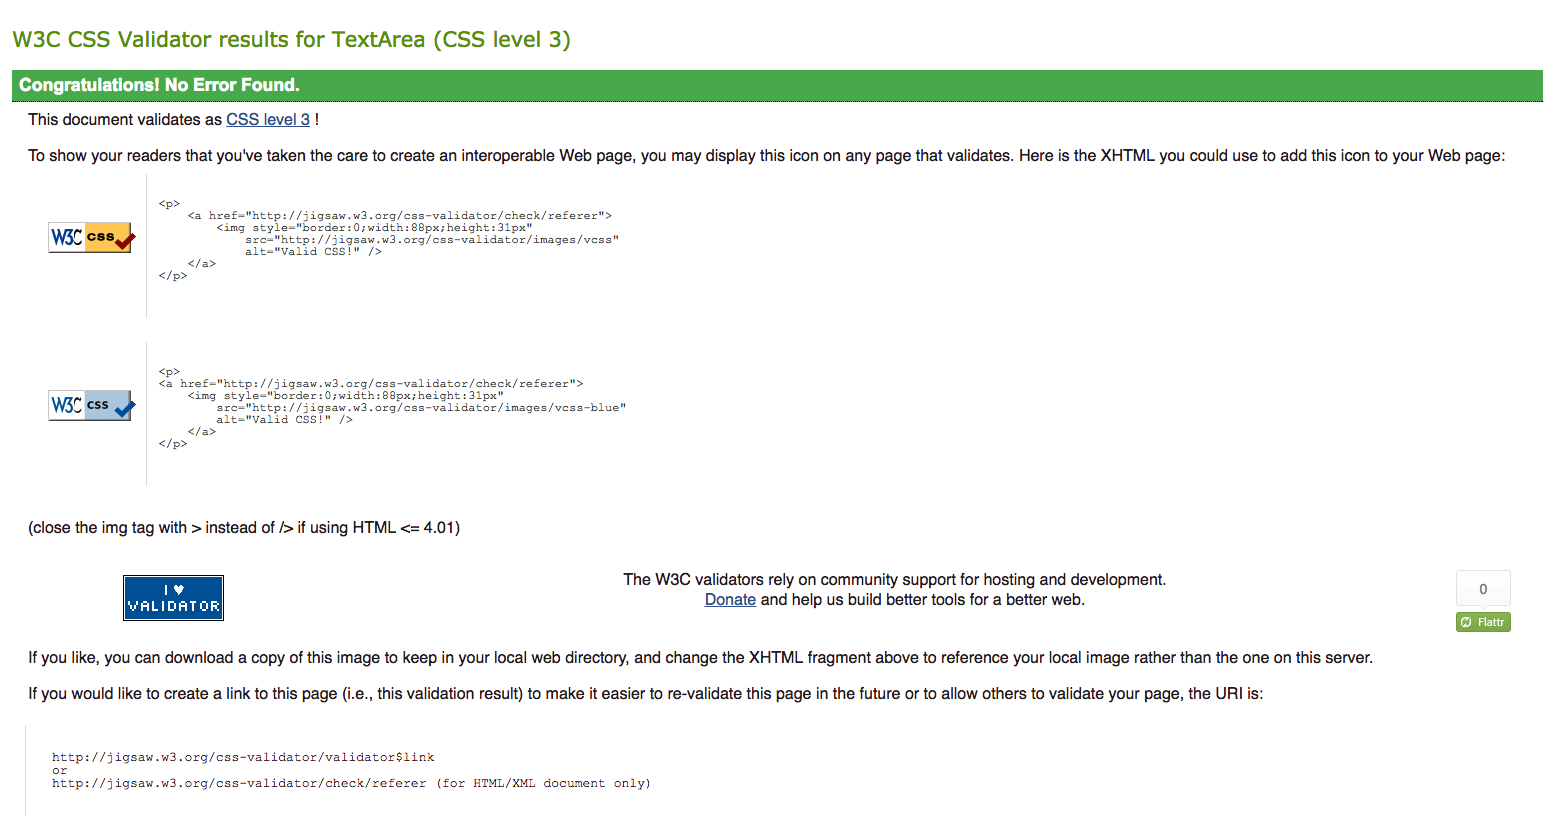 W3C CSS Validator results for TextArea (CSS level 3)
Congratulations! No Error Found.
This document validates as CSS level 3 !
To show your readers that you've taken the care to create an interoperable Web page, you may display this icon on any page that validates. Here is the XHTML you could use to add this icon to your Web page:
W3C css
<p>
<a href="http://jigsaw.w3.org/css-validator/check/referer">
<img style="border:0;width:88px;height:31px"
src="http://jigsaw.w3.org/css-validator/images/vcss"
alt="Valid CSS!" />
</a>
</p>
W3C css
<p>
<a href="http://jigsaw.w3.org/css-validator/check/referer">
<img style="border:0;width:88px;height:31px"
src="http://jigsaw.w3.org/css-validator/images/vcss-blue"
alt="Valid CSS!" />
</a>
</p>
(close the img tag with > instead of /> if using HTML <= 4.01)
I ♥
VALIDATOR
The W3C validators rely on community support for hosting and development.
Donate and help us build better tools for a better web.
0
Flattr
If you like, you can download a copy of this image to keep in your local web directory, and change the XHTML fragment above to reference your local image rather than the one on this server.
If you would like to create a link to this page (i.e., this validation result) to make it easier to re-validate this page in the future or to allow others to validate your page, the URI is:
http://jigsaw.w3.org/css-validator/validator$link
or
http://jigsaw.w3.org/css-validator/check/referer (for HTML/XML document only)